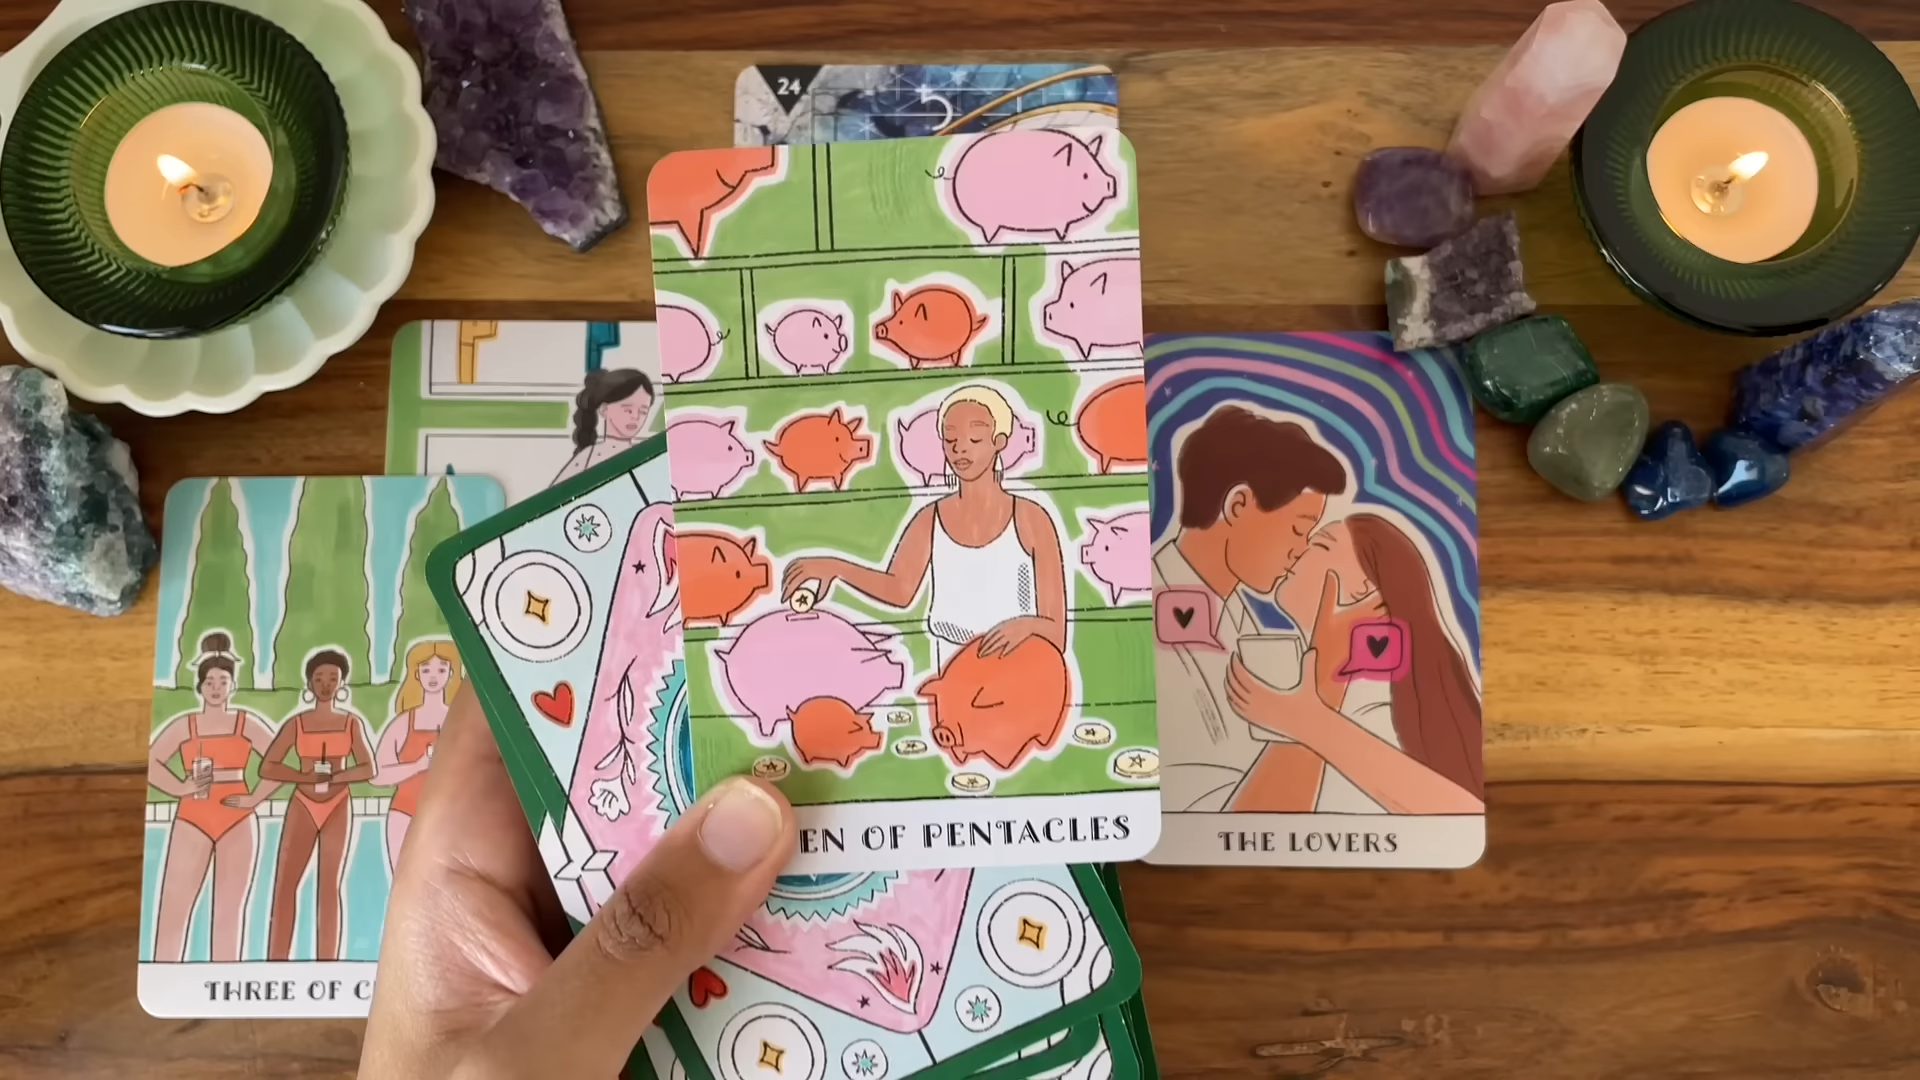 24
EN OF PENTACLES
THE LOVERS
THREE OF C